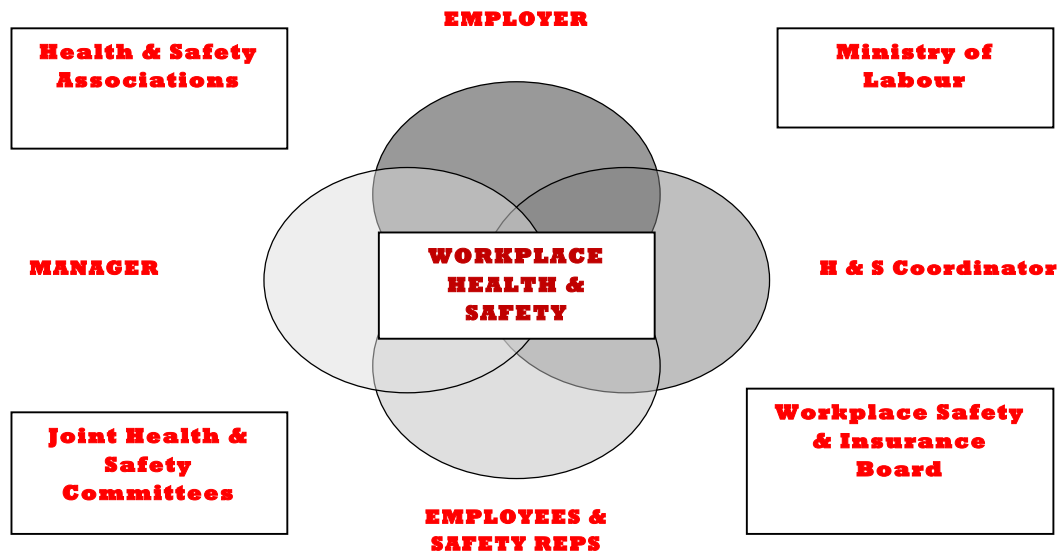 EMPLOYER
Health & Safety
Associations
Ministry of
Labour
MANAGER
WORKPLACE
HEALTH &
SAFETY
H & S Coordinator
Joint Health &
Safety
Committees
Workplace Safety
& Insurance
Board
EMPLOYEES &
SAFETY REPS